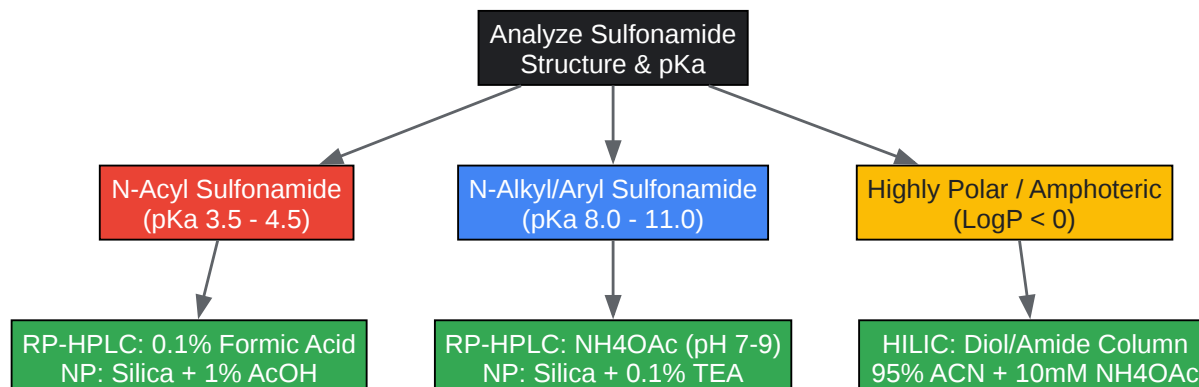 Analyze Sulfonamide
Structure & pKa
N-Acyl Sulfonamide
(pKa 3.5 - 4.5)
N-Alkyl/Aryl Sulfonamide
(pKa 8.0 - 11.0)
Highly Polar / Amphoteric
(LogP < 0)
RP-HPLC: 0.1% Formic Acid
NP: Silica + 1% AcOH
RP-HPLC: NH4OAc (pH 7-9)
NP: Silica + 0.1% TEA
HILIC: Diol/Amide Column
95% ACN + 10mM NH4OAc